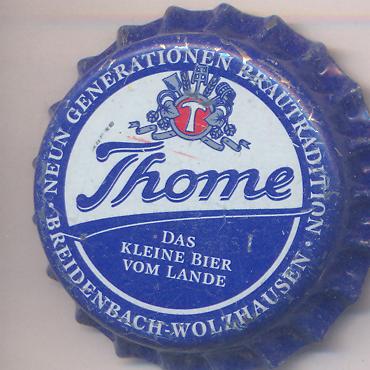 NEUN GENERATIONEN BRAUTRADITION
T
Thome
DAS
KLEINE BIER
VOM LANDE
BREIDENBACH-WOLZHAUSEN